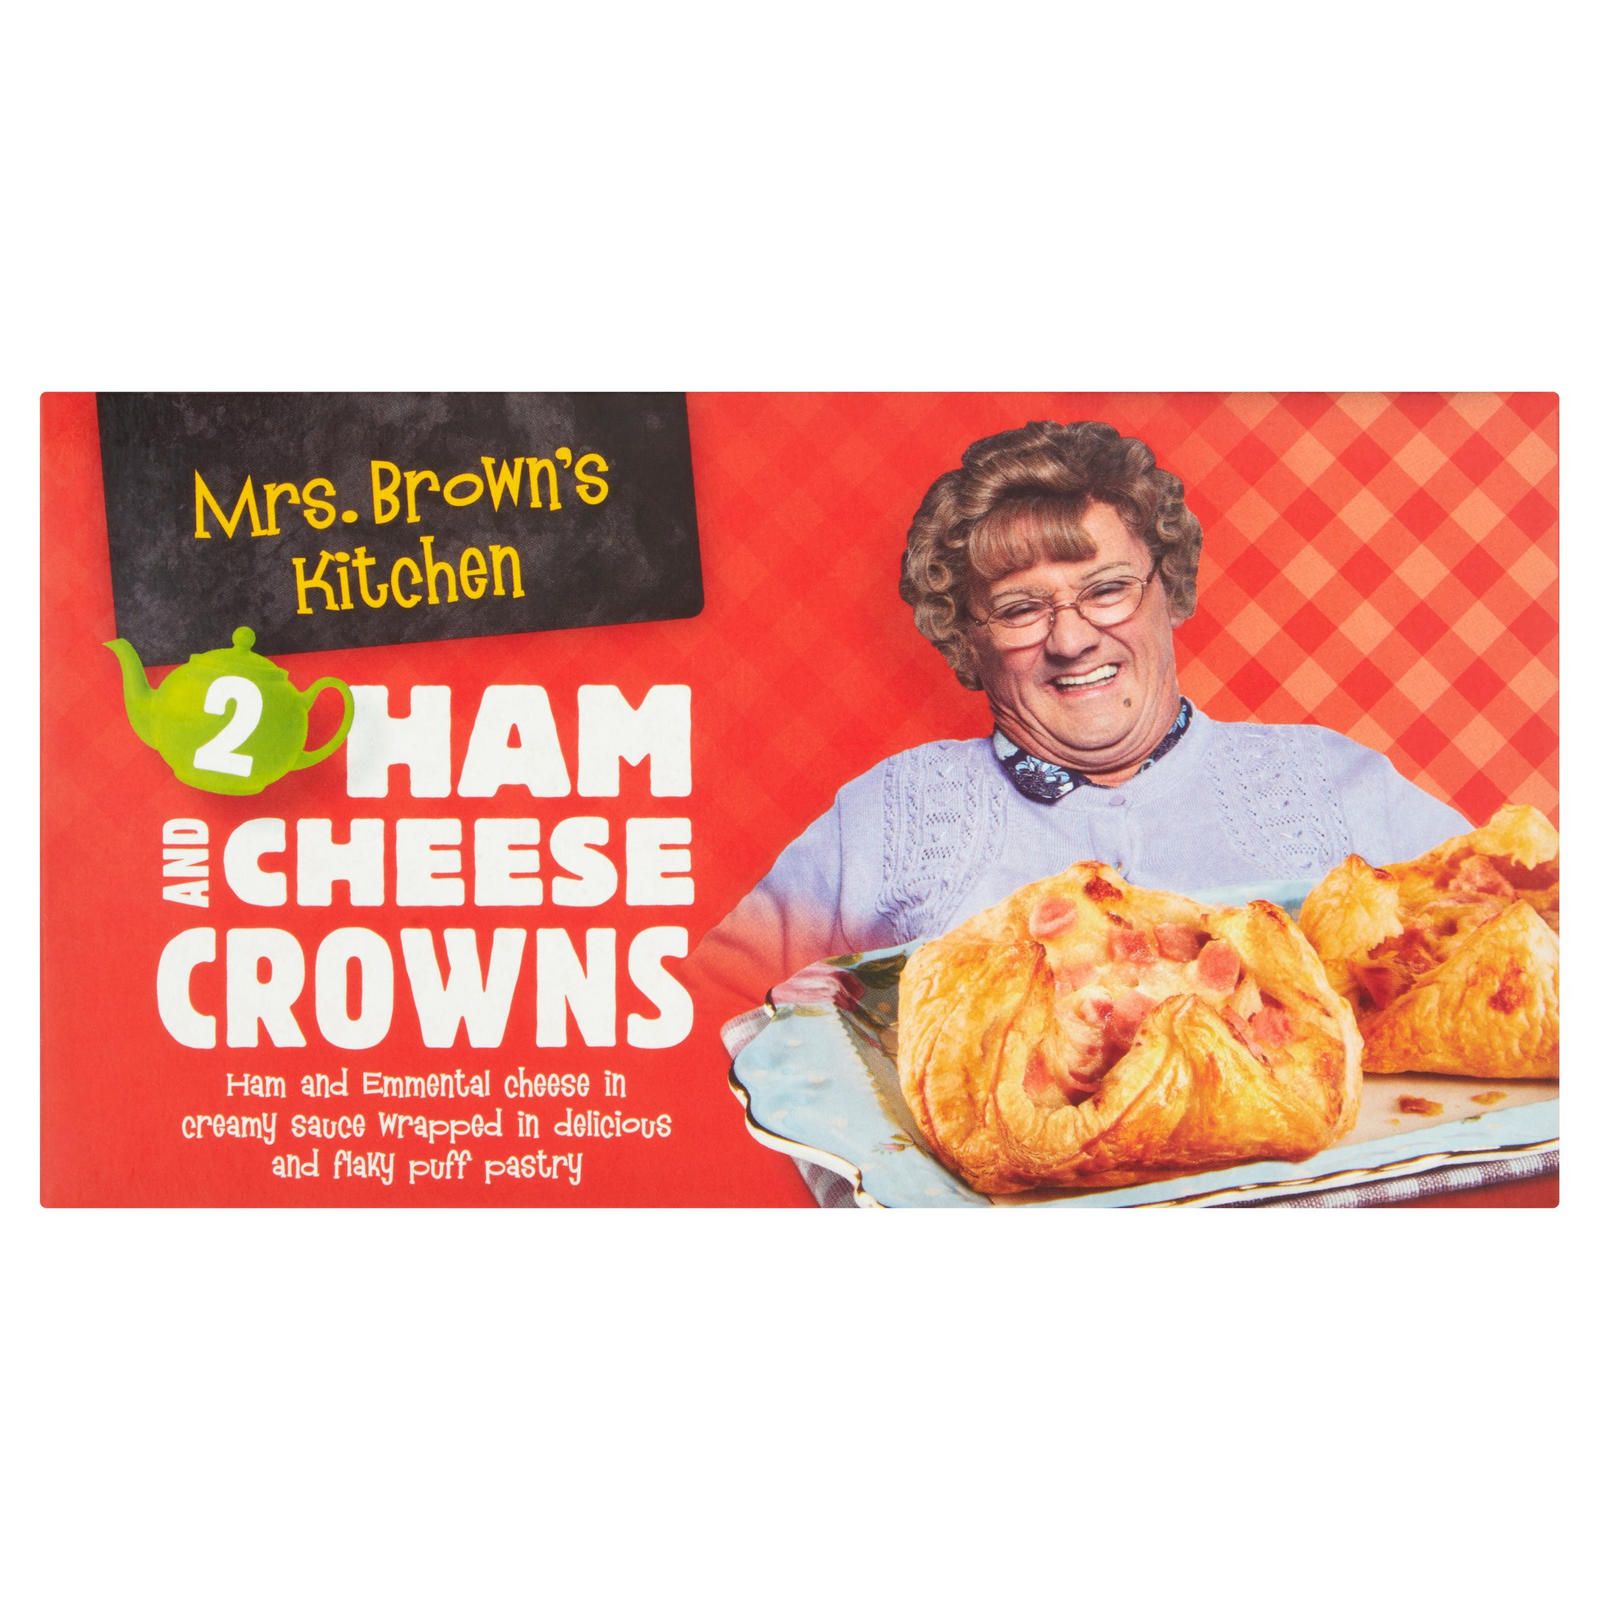 Mrs. Brown's
Kitchen
2 HAM
AND CHEESE
CROWNS
Ham and Emmental cheese in
creamy sauce wrapped in delicious
and flaky puff pastry